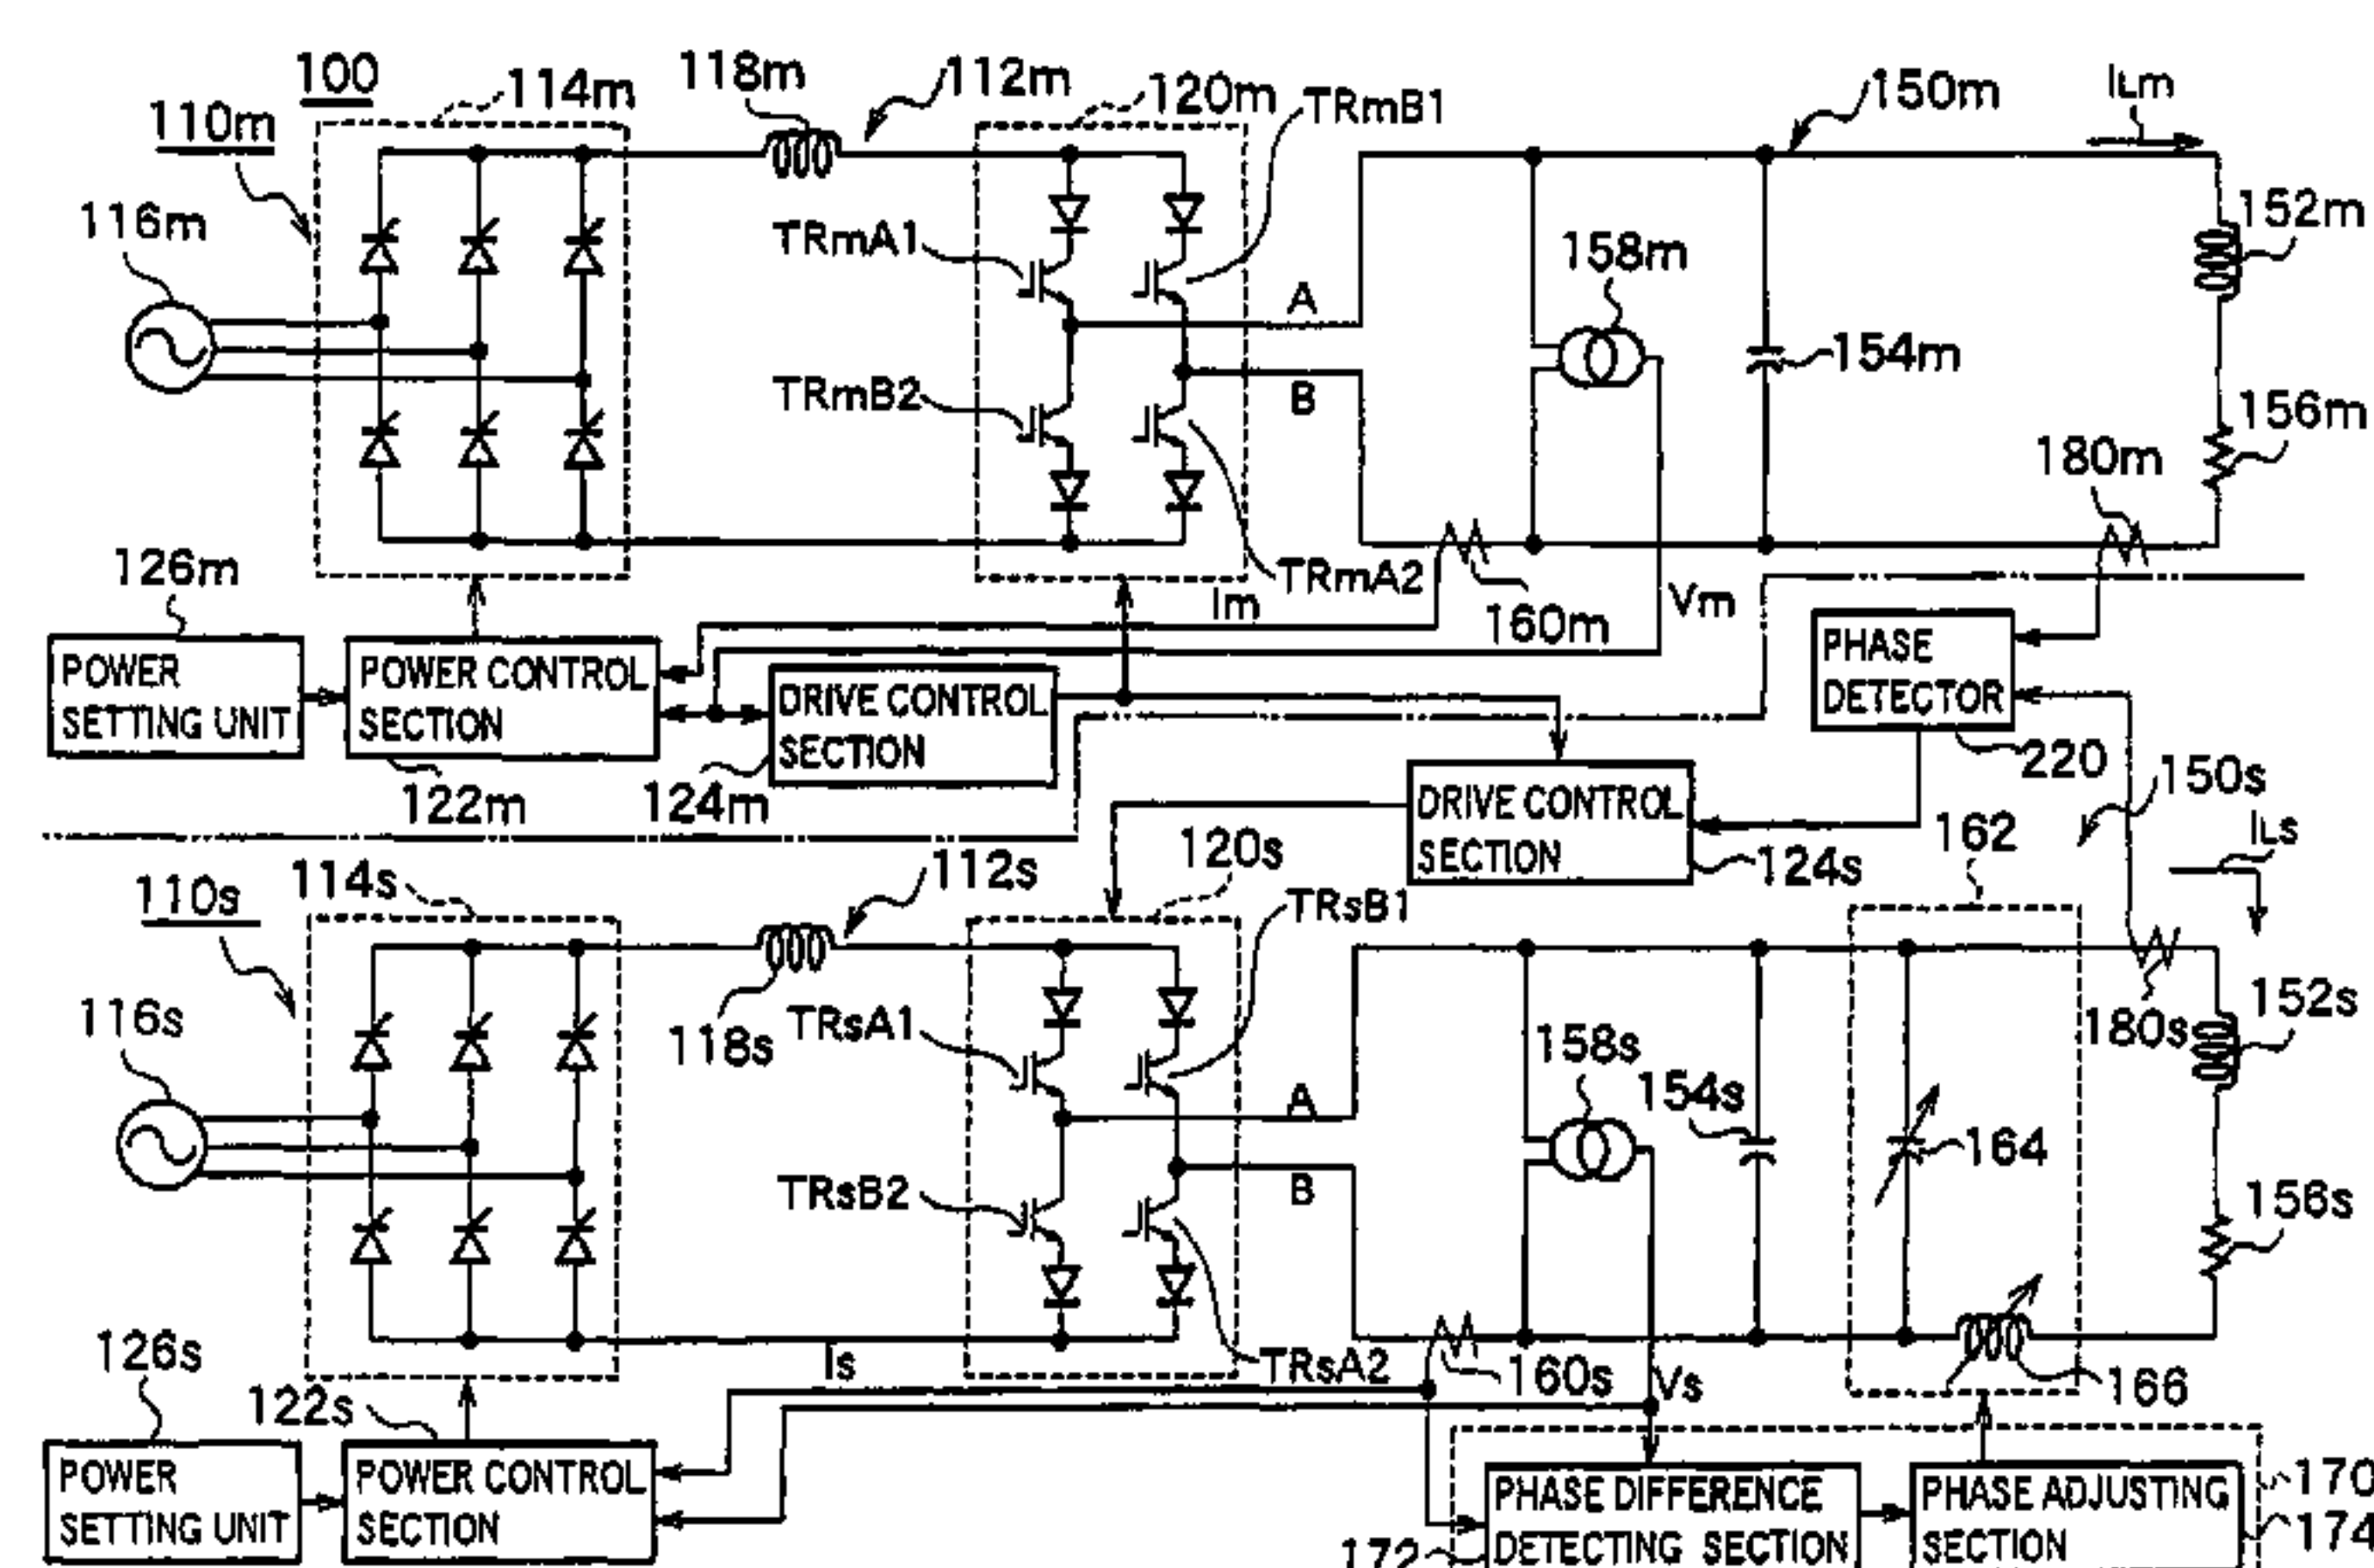 100
118m
112m
114m
120m
TRmB1
150m
ILm
110m
116m
TRmA1
A
158m
152m
154m
TRmB2
B
156m
180m
126m
TRmA2
Im
160m
Vm
POWER
SETTING UNIT
POWER CONTROL
SECTION
DRIVE CONTROL
SECTION
PHASE
DETECTOR
220
122m
124m
150s
DRIVE CONTROL
SECTION
124s
162
ILs
110s
114s
112s
120s
TRsB1
116s
118s
TRsA1
A
158s
154s
180s
152s
164
TRsB2
B
156s
126s
122s
Is
TRsA2
160s
Vs
166
POWER
SETTING UNIT
POWER CONTROL
SECTION
PHASE DIFFERENCE
DETECTING SECTION
PHASE ADJUSTING
SECTION
170
174
172